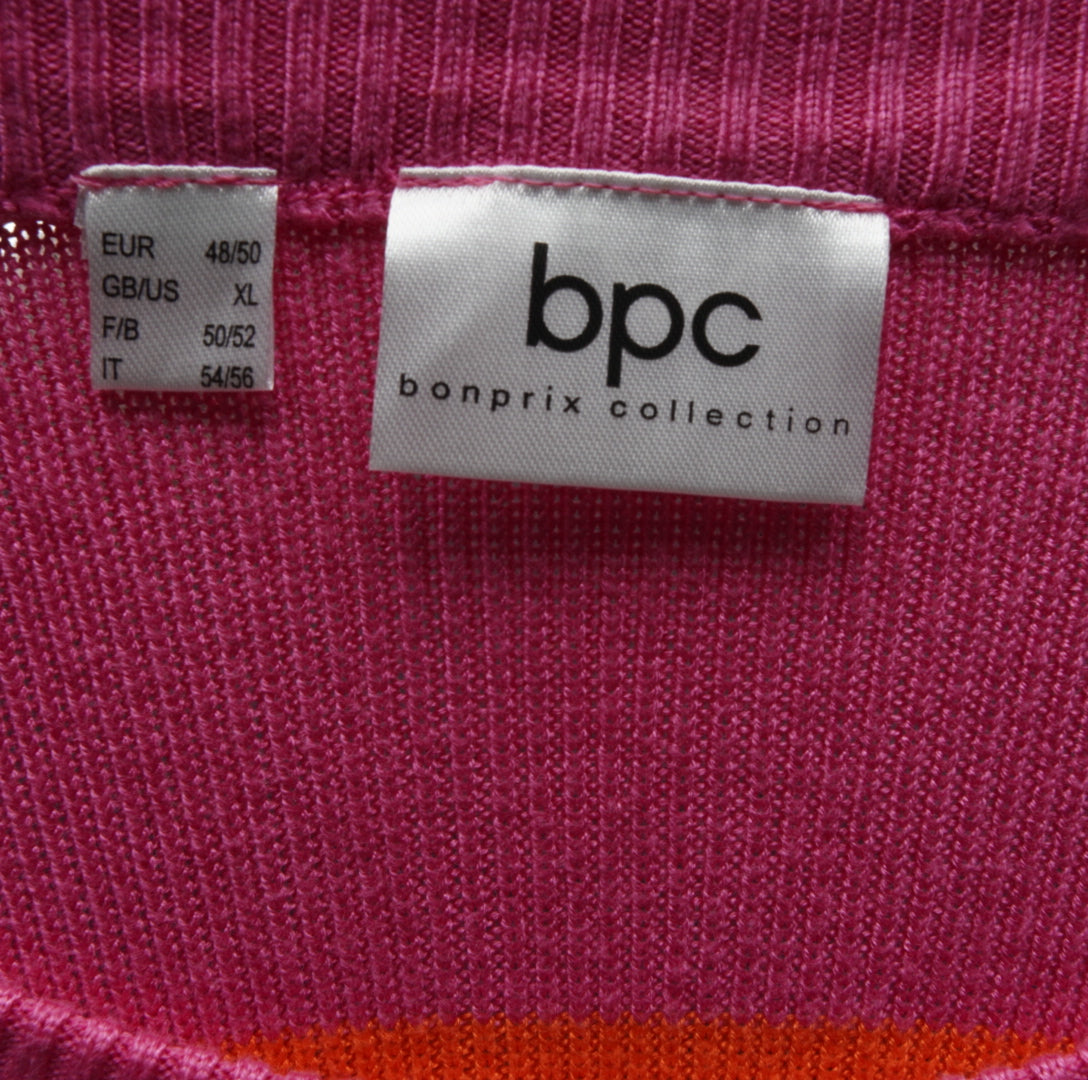 EUR 48/50
GB/US XL
F/B 50/52
IT 54/56
bpc
bonprix collection